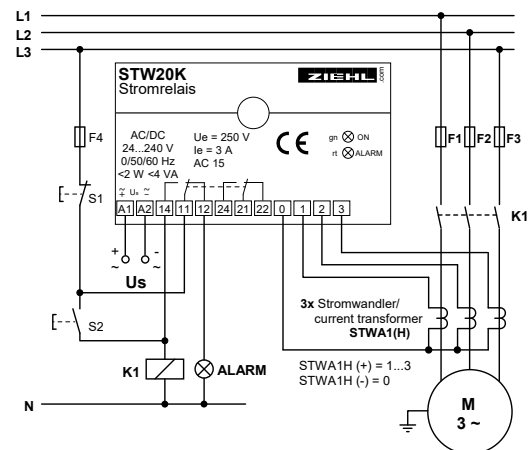 L1
L2
L3
STW20K
Stromrelais
ZIEHL.com
AC/DC
24...240 V
0/50/60 Hz
<2 W <4 VA
Ue = 250 V
Ie = 3 A
AC 15
CE
gn ON
rt ALARM
F4
F1 F2 F3
S1
K1
~ Us ~
+ −
A1 A2 14 11 12 24 21 22 0 1 2 3
+ -
~ ~
Us
S2
3x Stromwandler/
current transformer
STWA1(H)
STWA1H (+) = 1...3
STWA1H (-) = 0
K1
ALARM
N
M
3 ~